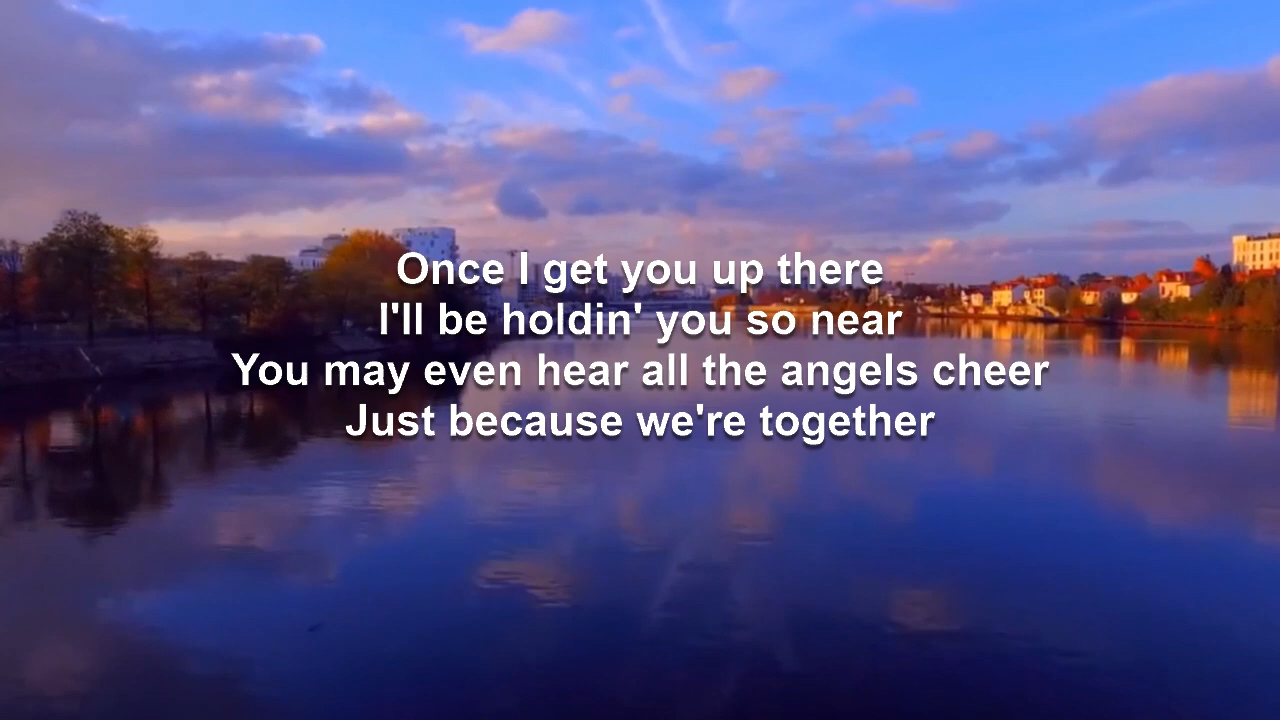 Once I get you up there
I'll be holdin' you so near
You may even hear all the angels cheer
Just because we're together